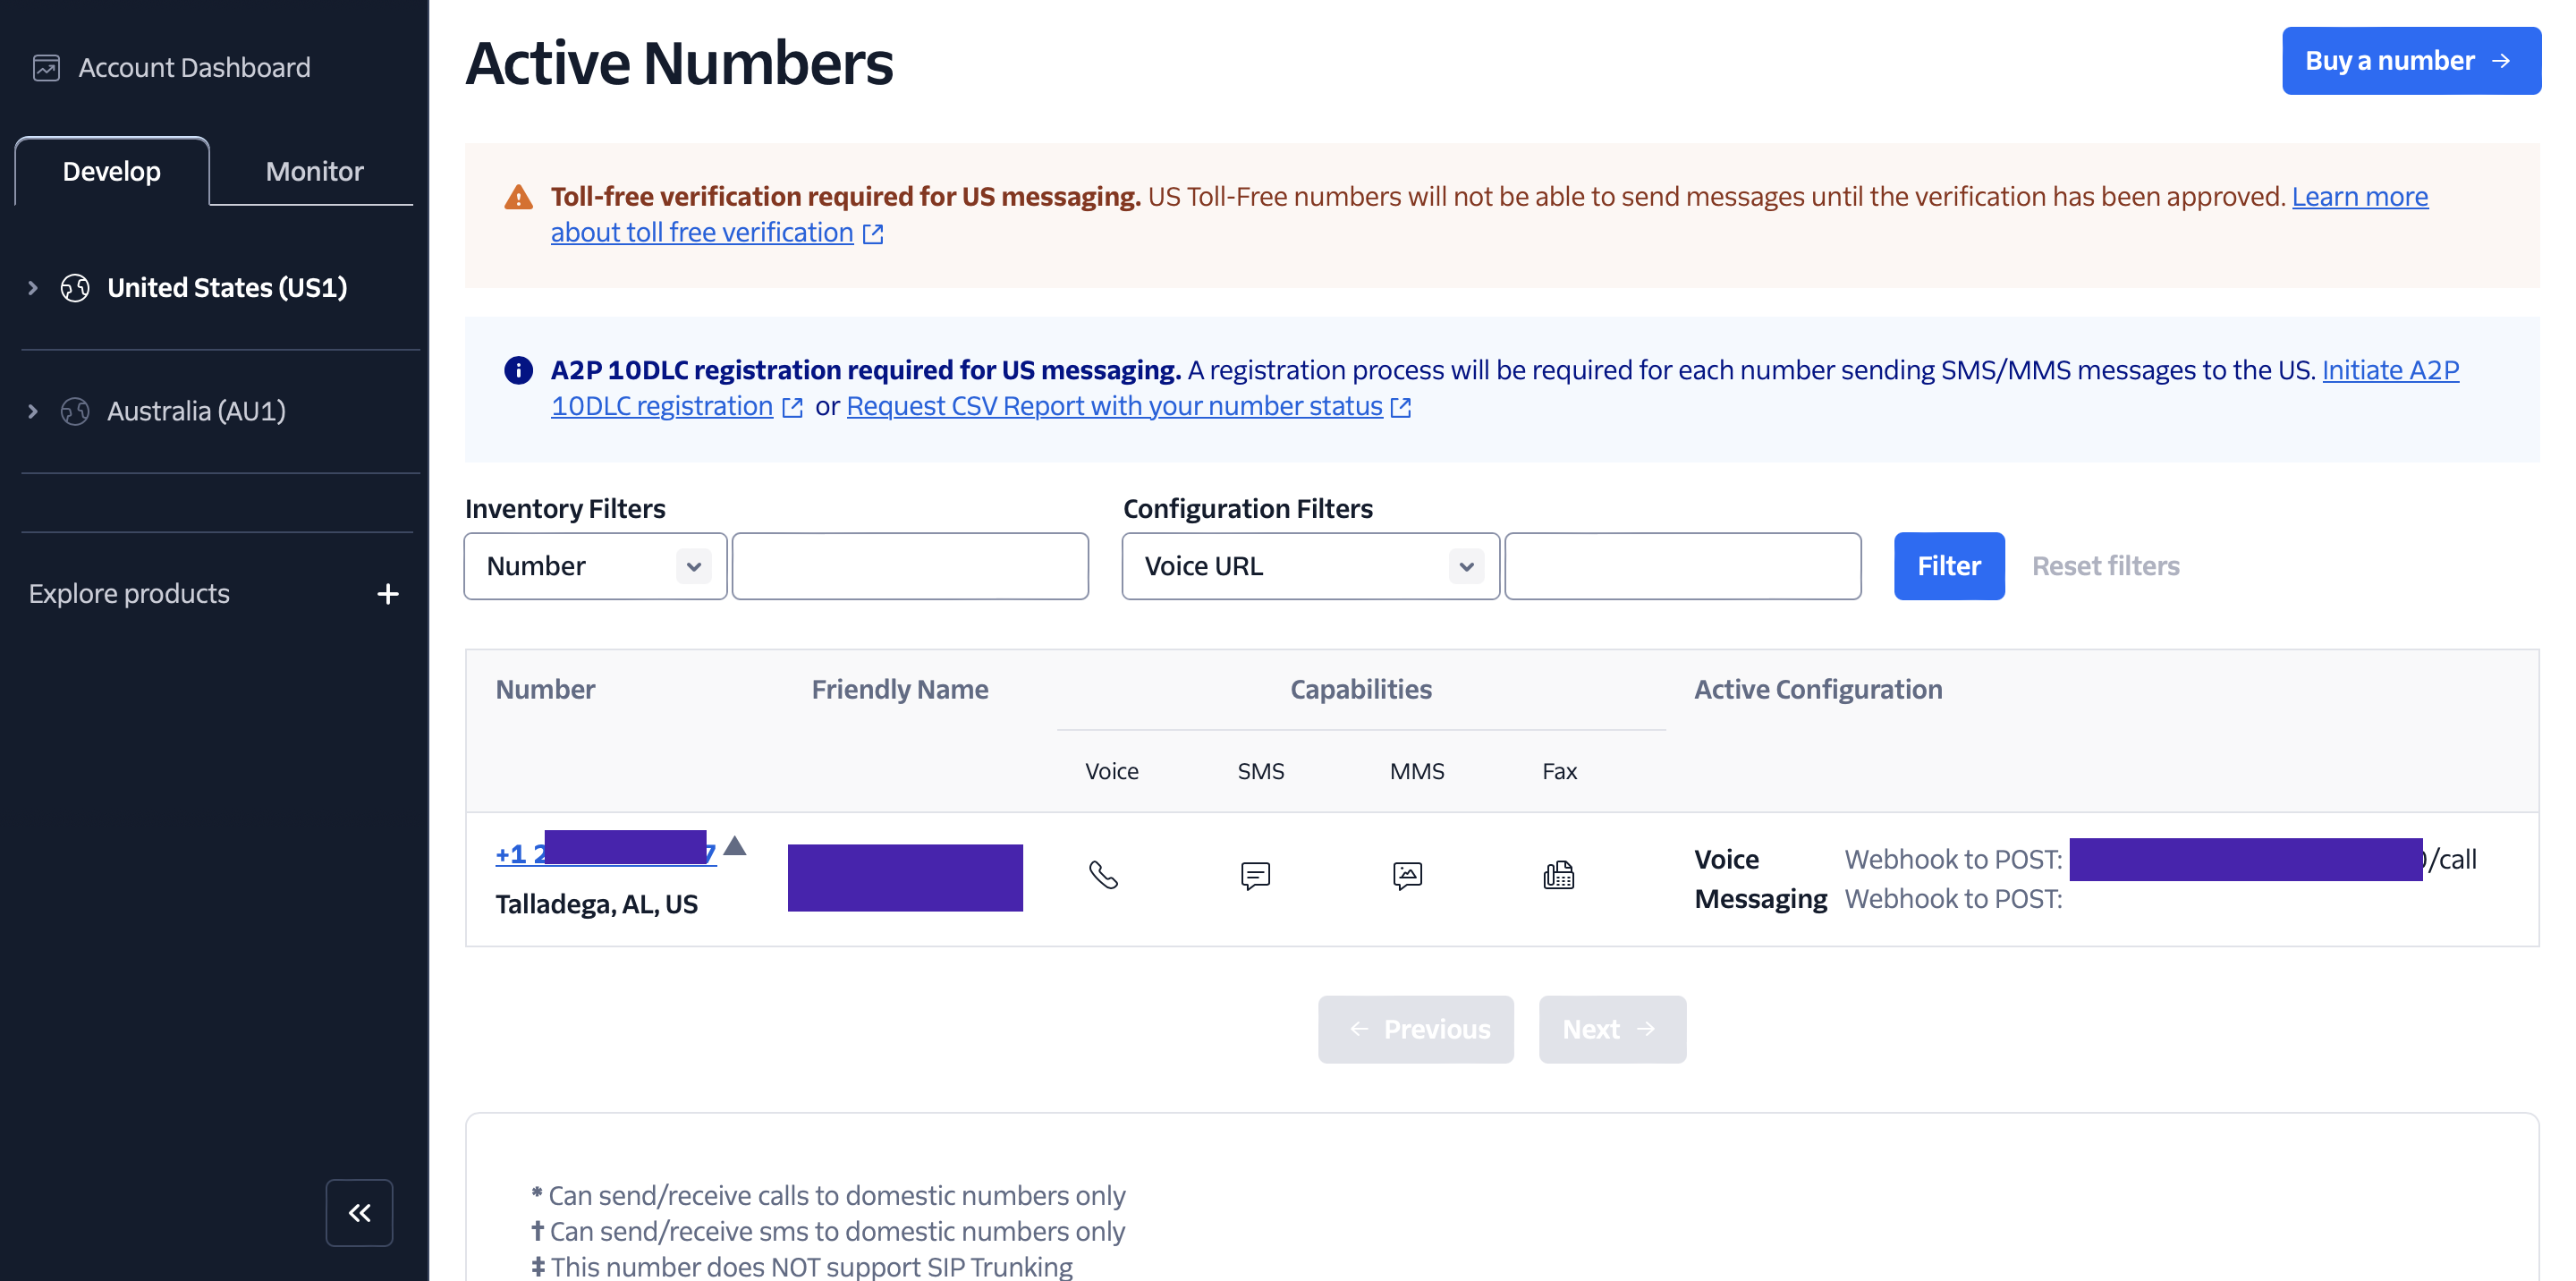 Account Dashboard
Develop
Monitor
United States (US1)
Australia (AU1)
Explore products
Active Numbers
Buy a number
Toll-free verification required for US messaging. US Toll-Free numbers will not be able to send messages until the verification has been approved. Learn more
about toll free verification
A2P 10DLC registration required for US messaging. A registration process will be required for each number sending SMS/MMS messages to the US. Initiate A2P
10DLC registration or Request CSV Report with your number status
Inventory Filters
Configuration Filters
Number
Voice URL
Filter
Reset filters
Number
Friendly Name
Capabilities
Active Configuration
Voice
SMS
MMS
Fax
+1 2 7
Talladega, AL, US
Voice Webhook to POST: /call
Messaging Webhook to POST:
Previous
Next
* Can send/receive calls to domestic numbers only
† Can send/receive sms to domestic numbers only
‡ This number does NOT support SIP Trunking